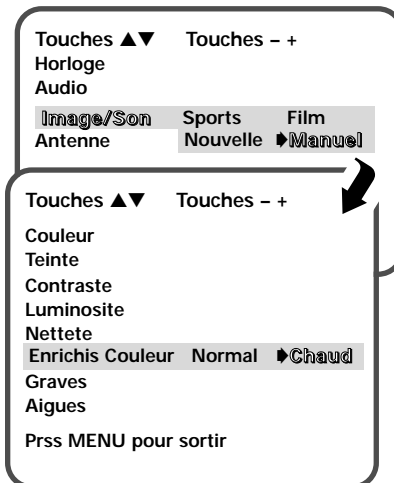 Touches ▲▼ Touches – +
Horloge
Audio
Image/Son Sports Film
Antenne Nouvelle ➧Manuel
Touches ▲▼ Touches – +
Couleur
Teinte
Contraste
Luminosite
Nettete
Enrichis Couleur Normal ➧Chaud
Graves
Aigues
Prss MENU pour sortir